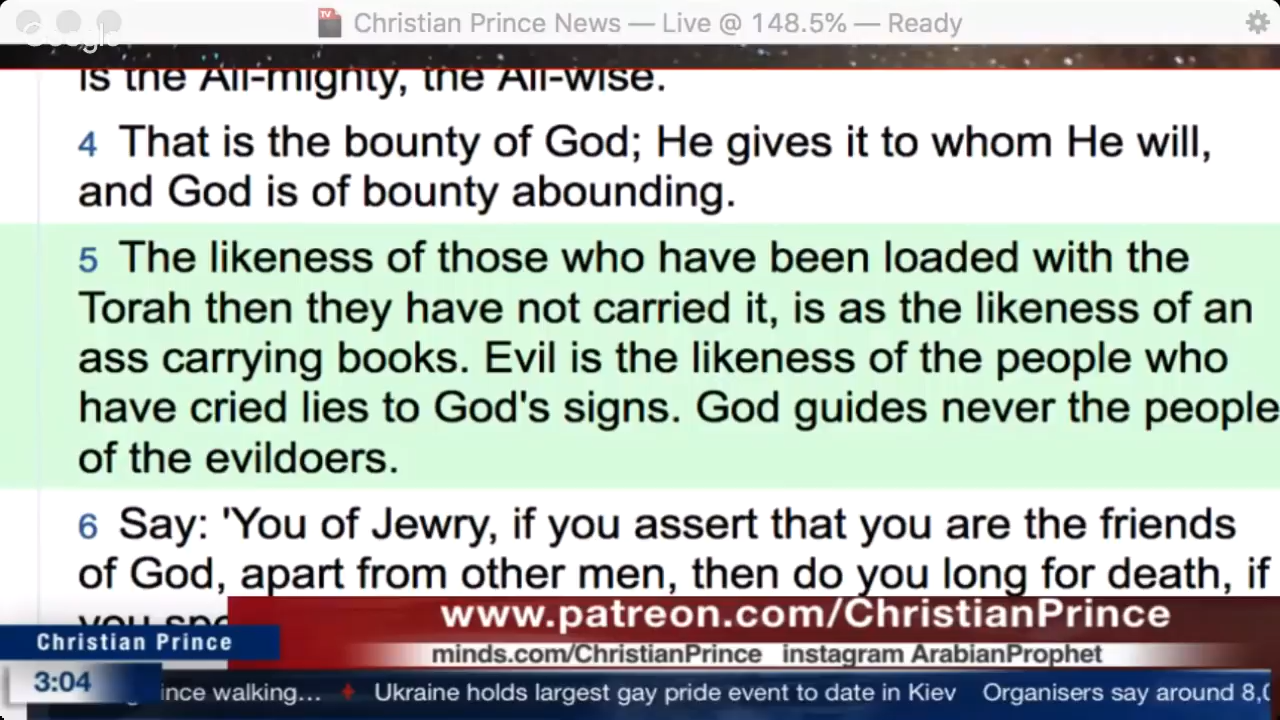 Christian Prince News — Live @ 148.5% — Ready
Google
is the All-mighty, the All-wise.
4 That is the bounty of God; He gives it to whom He will,
and God is of bounty abounding.
5 The likeness of those who have been loaded with the
Torah then they have not carried it, is as the likeness of an
ass carrying books. Evil is the likeness of the people who
have cried lies to God's signs. God guides never the people
of the evildoers.
6 Say: 'You of Jewry, if you assert that you are the friends
of God, apart from other men, then do you long for death, if
you spe
www.patreon.com/ChristianPrince
Christian Prince
minds.com/ChristianPrince instagram ArabianProphet
3:04
ince walking... Ukraine holds largest gay pride event to date in Kiev Organisers say around 8,0